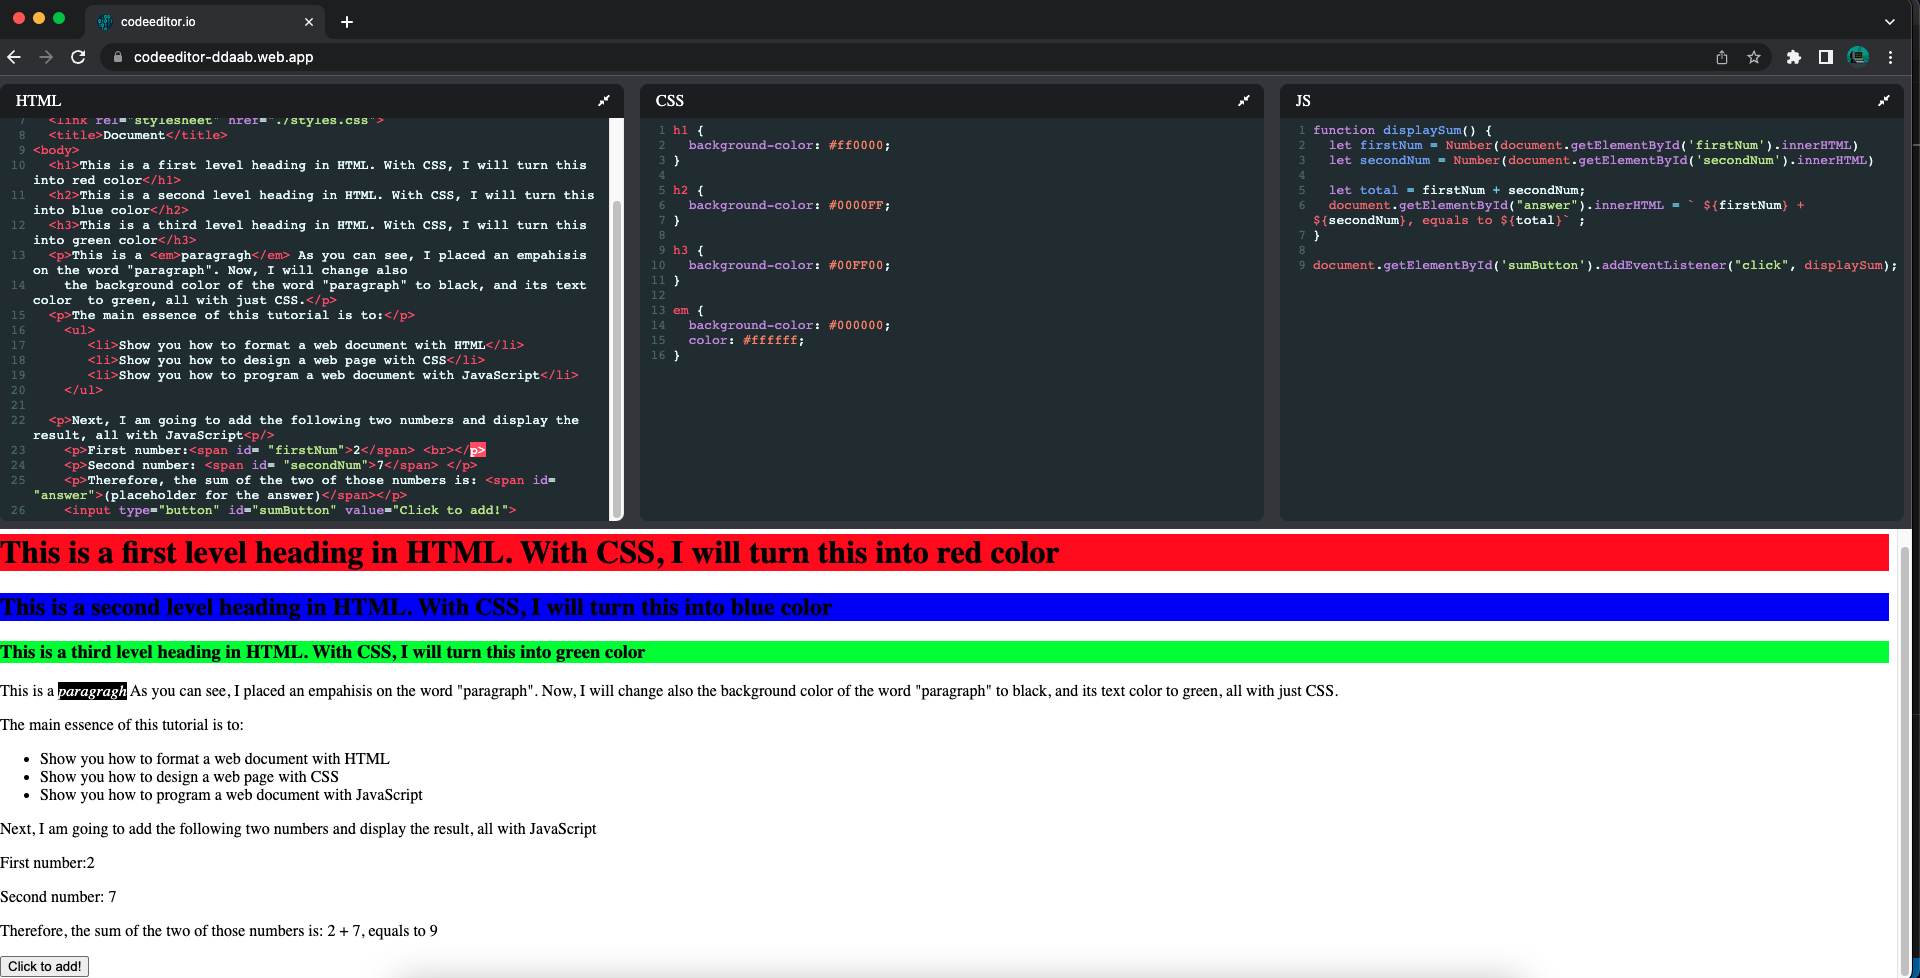 codeeditor.io
codeeditor-ddaab.web.app
HTML
7 <link rel="stylesheet" href="./styles.css">
8 <title>Document</title>
9 <body>
10 <h1>This is a first level heading in HTML. With CSS, I will turn this
into red color</h1>
11 <h2>This is a second level heading in HTML. With CSS, I will turn this
into blue color</h2>
12 <h3>This is a third level heading in HTML. With CSS, I will turn this
into green color</h3>
13 <p>This is a <em>paragragh</em> As you can see, I placed an empahisis
on the word "paragraph". Now, I will change also
14 the background color of the word "paragraph" to black, and its text
color  to green, all with just CSS.</p>
15 <p>The main essence of this tutorial is to:</p>
16 <ul>
17 <li>Show you how to format a web document with HTML</li>
18 <li>Show you how to design a web page with CSS</li>
19 <li>Show you how to program a web document with JavaScript</li>
20 </ul>
21
22 <p>Next, I am going to add the following two numbers and display the
result, all with JavaScript<p/>
23 <p>First number:<span id= "firstNum">2</span> <br></p>
24 <p>Second number: <span id= "secondNum">7</span> </p>
25 <p>Therefore, the sum of the two of those numbers is: <span id=
"answer">(placeholder for the answer)</span></p>
26 <input type="button" id="sumButton" value="Click to add!">
CSS
1 h1 {
2 background-color: #ff0000;
3 }
4
5 h2 {
6 background-color: #0000FF;
7 }
8
9 h3 {
10 background-color: #00FF00;
11 }
12
13 em {
14 background-color: #000000;
15 color: #ffffff;
16 }
JS
1 function displaySum() {
2 let firstNum = Number(document.getElementById('firstNum').innerHTML)
3 let secondNum = Number(document.getElementById('secondNum').innerHTML)
4
5 let total = firstNum + secondNum;
6 document.getElementById("answer").innerHTML = ` ${firstNum} +
${secondNum}, equals to ${total}` ;
7 }
8
9 document.getElementById('sumButton').addEventListener("click", displaySum);
This is a first level heading in HTML. With CSS, I will turn this into red color
This is a second level heading in HTML. With CSS, I will turn this into blue color
This is a third level heading in HTML. With CSS, I will turn this into green color
This is a paragragh As you can see, I placed an empahisis on the word "paragraph". Now, I will change also the background color of the word "paragraph" to black, and its text color to green, all with just CSS.
The main essence of this tutorial is to:
• Show you how to format a web document with HTML
• Show you how to design a web page with CSS
• Show you how to program a web document with JavaScript
Next, I am going to add the following two numbers and display the result, all with JavaScript
First number:2
Second number: 7
Therefore, the sum of the two of those numbers is: 2 + 7, equals to 9
Click to add!